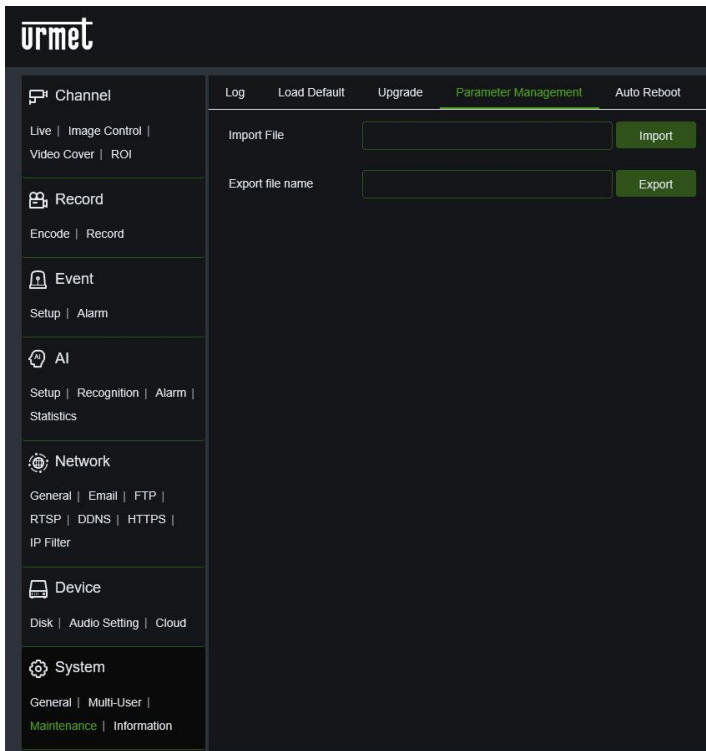 urmet
Channel
Live | Image Control |
Video Cover | ROI
Record
Encode | Record
Event
Setup | Alarm
AI
AI
Setup | Recognition | Alarm |
Statistics
Network
General | Email | FTP |
RTSP | DDNS | HTTPS |
IP Filter
Device
Disk | Audio Setting | Cloud
System
General | Multi-User |
Maintenance | Information
Log Load Default Upgrade Parameter Management Auto Reboot
Import File Import
Export file name Export